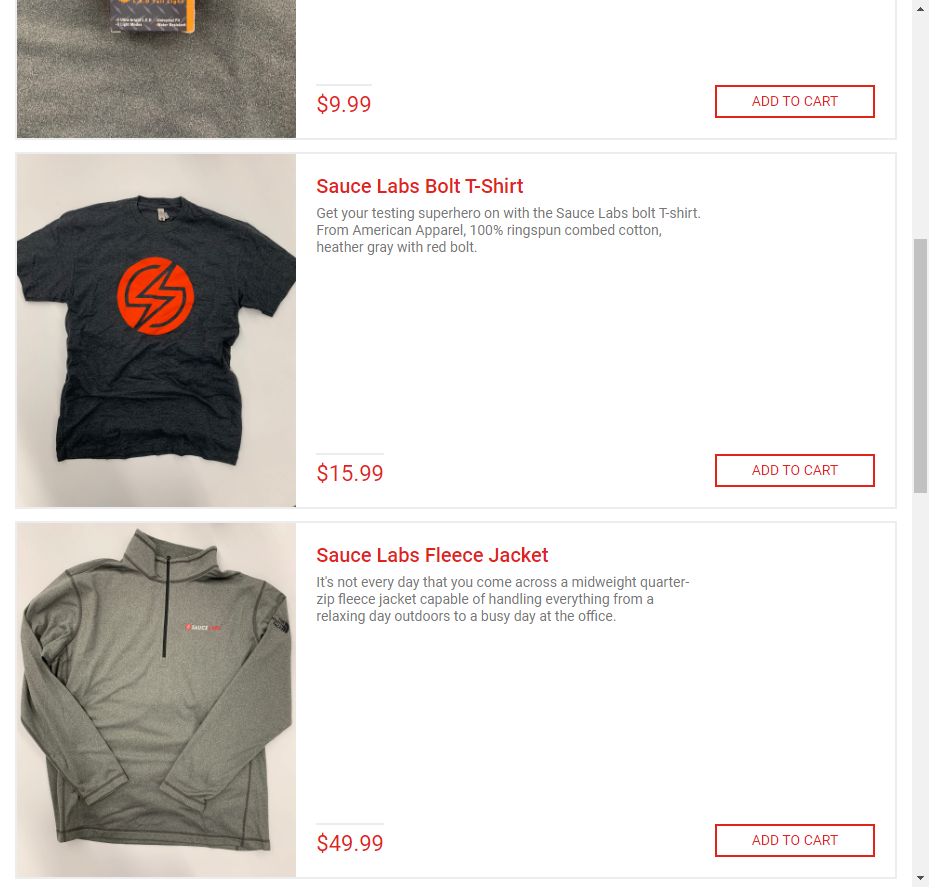 $9.99
ADD TO CART
Sauce Labs Bolt T-Shirt
Get your testing superhero on with the Sauce Labs bolt T-shirt.
From American Apparel, 100% ringspun combed cotton,
heather gray with red bolt.
$15.99
ADD TO CART
Sauce Labs Fleece Jacket
It's not every day that you come across a midweight quarter-
zip fleece jacket capable of handling everything from a
relaxing day outdoors to a busy day at the office.
SAUCE LABS
$49.99
ADD TO CART